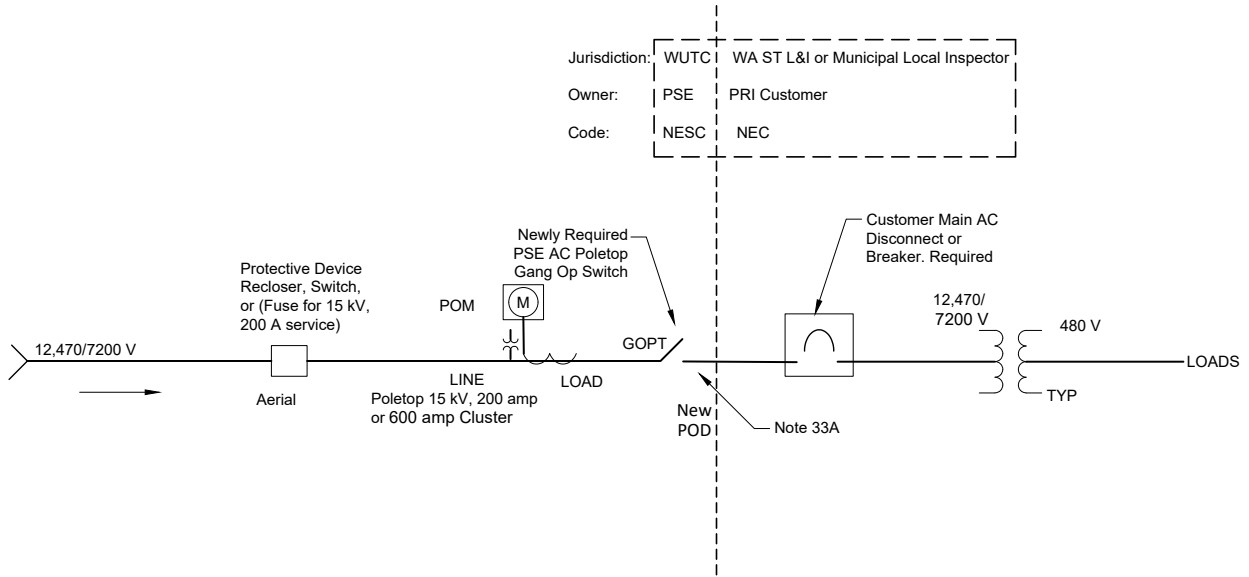 Jurisdiction: WUTC WA ST L&I or Municipal Local Inspector
Owner: PSE PRI Customer
Code: NESC NEC
Customer Main AC
Disconnect or
Breaker. Required
Newly Required
PSE AC Poletop
Gang Op Switch
Protective Device
Recloser, Switch,
or (Fuse for 15 kV,
200 A service)
POM
M
12,470/
7200 V
480 V
12,470/7200 V
GOPT
LOADS
Aerial
LINE
LOAD
Poletop 15 kV, 200 amp
or 600 amp Cluster
TYP
New
POD
Note 33A